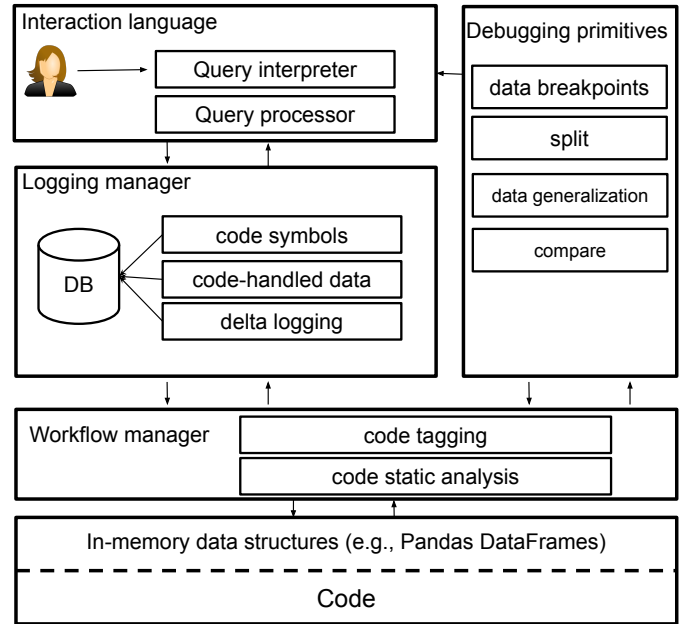 Interaction language
Query interpreter
Query processor
Debugging primitives
data breakpoints
split
data generalization
compare
Logging manager
DB
code symbols
code-handled data
delta logging
Workflow manager
code tagging
code static analysis
In-memory data structures (e.g., Pandas DataFrames)
Code